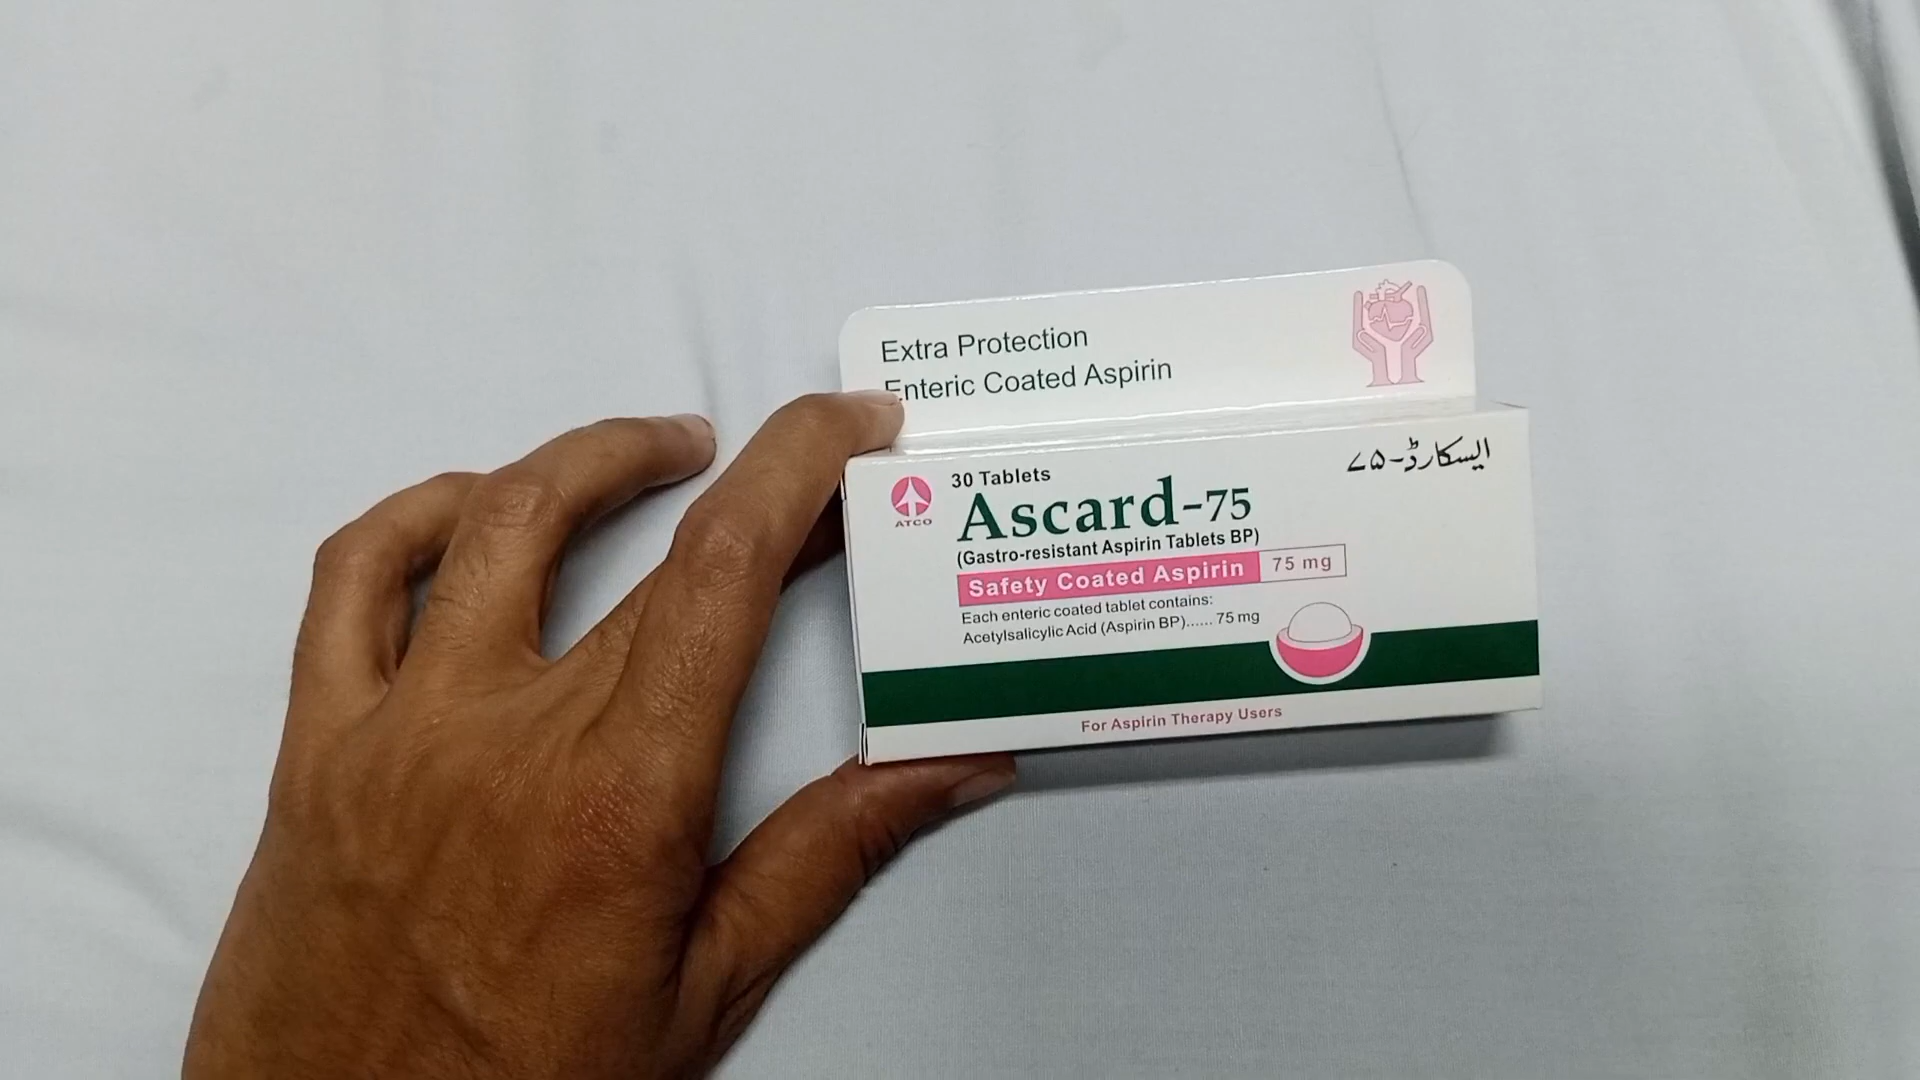 Extra Protection
Enteric Coated Aspirin
ایسکارڈ-۷۵
30 Tablets
ATCO
Ascard-75
(Gastro-resistant Aspirin Tablets BP)
Safety Coated Aspirin 75 mg
Each enteric coated tablet contains:
Acetylsalicylic Acid (Aspirin BP)...... 75 mg
For Aspirin Therapy Users